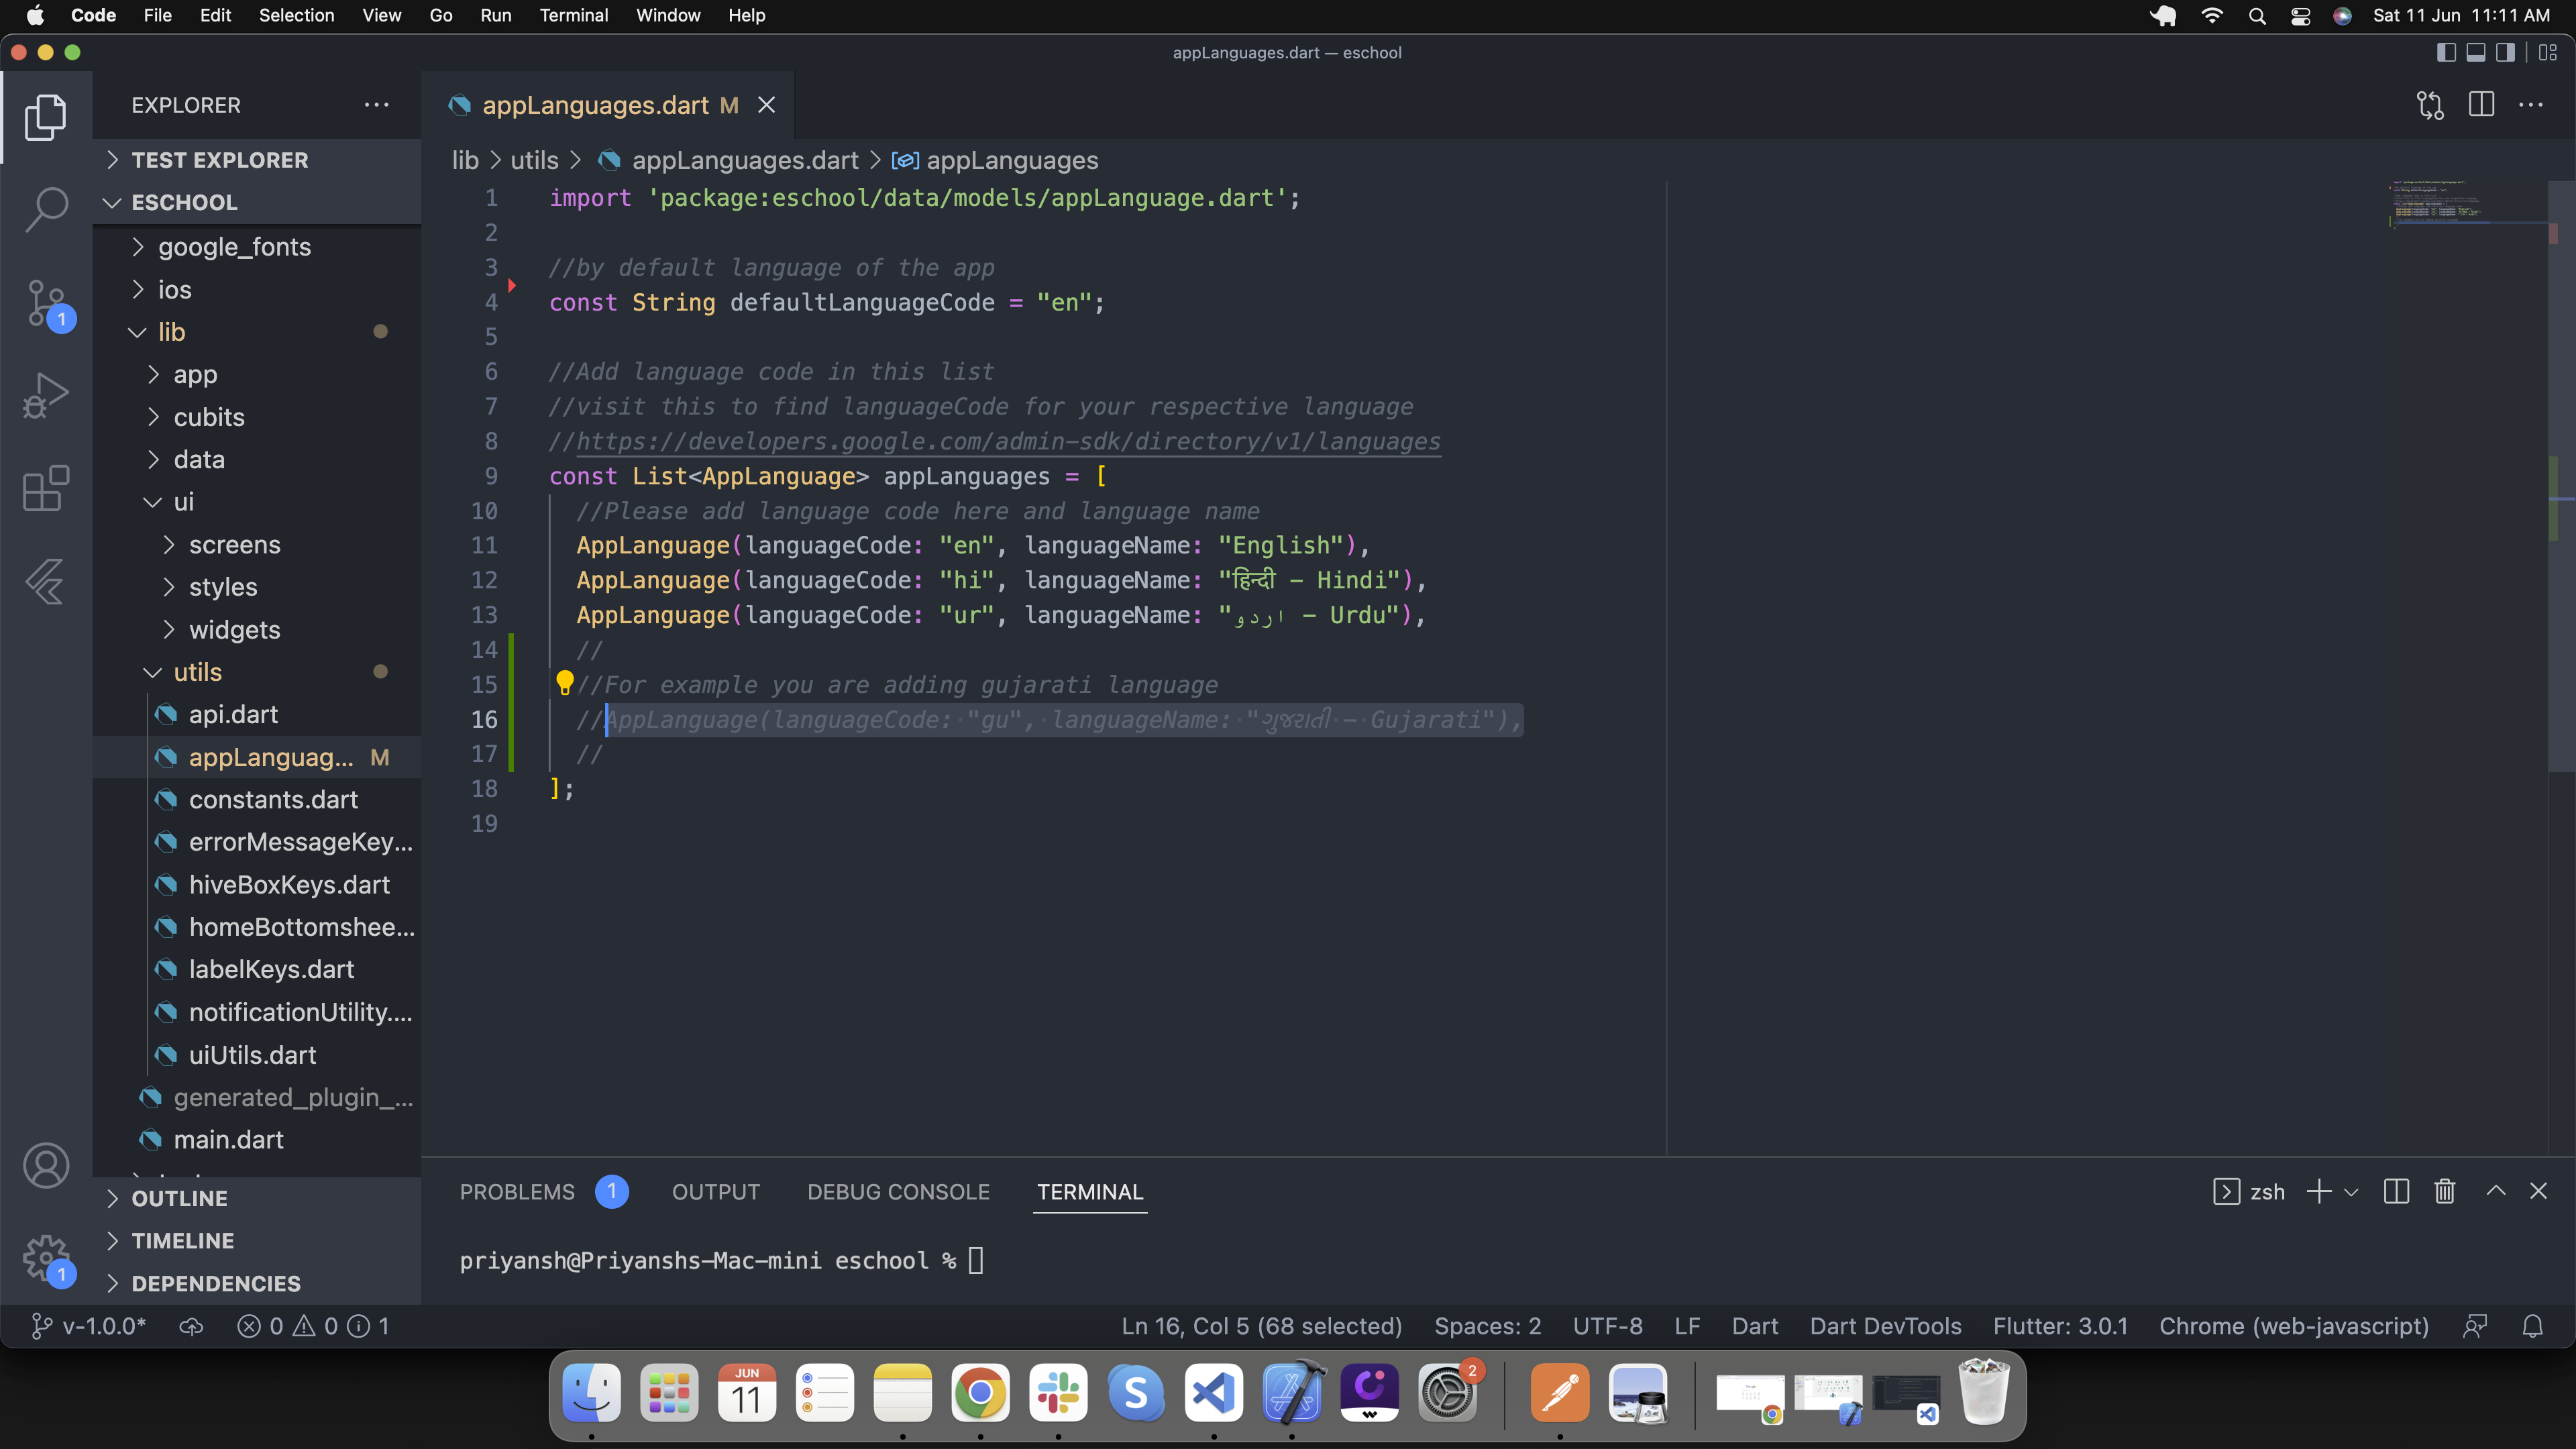 Code File Edit Selection View Go Run Terminal Window Help Sat 11 Jun 11:11 AM
appLanguages.dart — eschool
EXPLORER
TEST EXPLORER
ESCHOOL
google_fonts
ios
lib
app
cubits
data
ui
screens
styles
widgets
utils
api.dart
appLanguag... M
constants.dart
errorMessageKey...
hiveBoxKeys.dart
homeBottomshee...
labelKeys.dart
notificationUtility....
uiUtils.dart
generated_plugin_...
main.dart
OUTLINE
TIMELINE
DEPENDENCIES
appLanguages.dart M
lib > utils > appLanguages.dart > appLanguages
1 import 'package:eschool/data/models/appLanguage.dart';
2
3 //by default language of the app
4 const String defaultLanguageCode = "en";
5
6 //Add language code in this list
7 //visit this to find languageCode for your respective language
8 //https://developers.google.com/admin-sdk/directory/v1/languages
9 const List<AppLanguage> appLanguages = [
10 //Please add language code here and language name
11 AppLanguage(languageCode: "en", languageName: "English"),
12 AppLanguage(languageCode: "hi", languageName: "हिन्दी - Hindi"),
13 AppLanguage(languageCode: "ur", languageName: "اردو - Urdu"),
14 //
15 //For example you are adding gujarati language
16 //AppLanguage(languageCode: "gu", languageName: "ગુજરાતી - Gujarati"),
17 //
18 ];
19
PROBLEMS 1 OUTPUT DEBUG CONSOLE TERMINAL zsh
priyansh@Priyanshs-Mac-mini eschool %
1
1
v-1.0.0* 0 0 1 Ln 16, Col 5 (68 selected) Spaces: 2 UTF-8 LF Dart Dart DevTools Flutter: 3.0.1 Chrome (web-javascript)
JUN
11
S
2